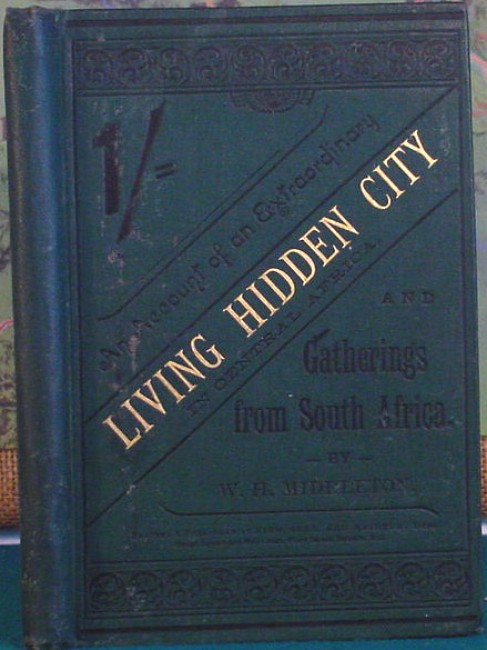 1/=
An Account of an Extraordinary
LIVING HIDDEN CITY
IN CENTRAL AFRICA
AND
Gatherings
from South Africa.
— BY —
W. H. MIDDLETON,